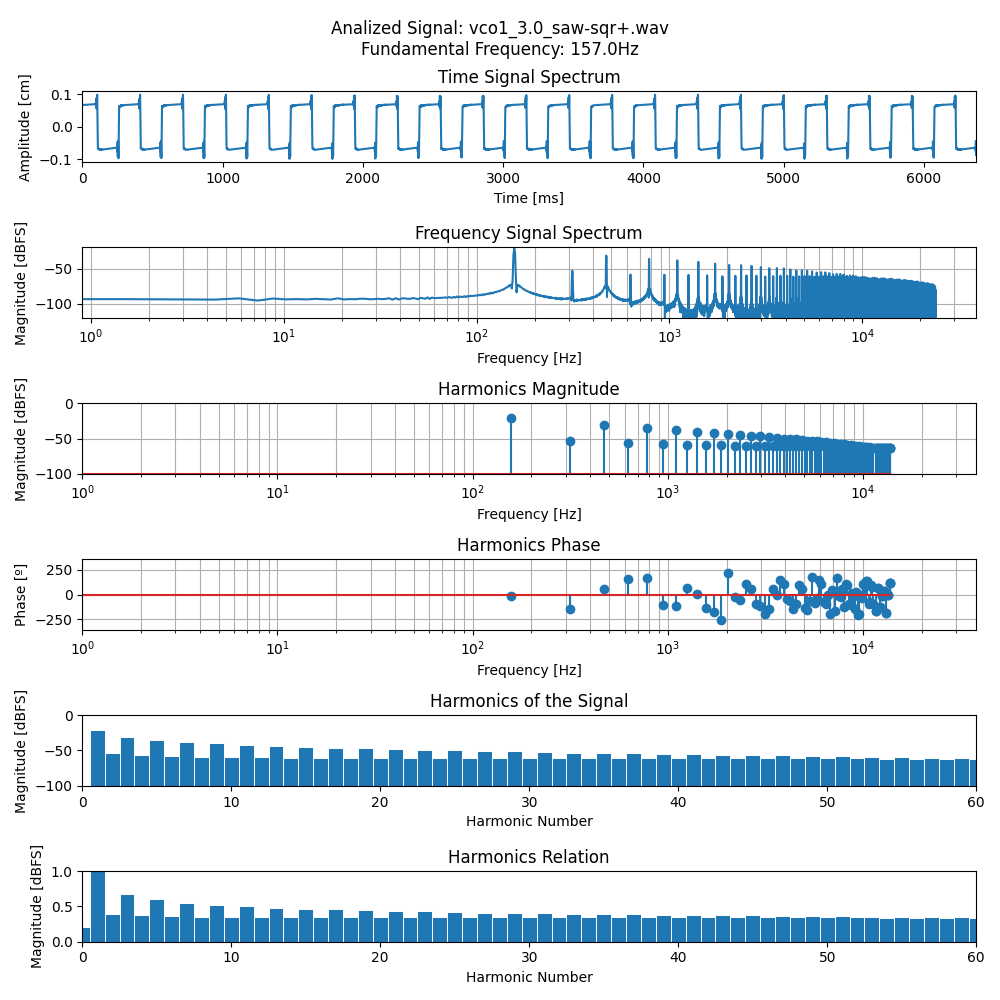 Analized Signal: vco1_3.0_saw-sqr+.wav
Fundamental Frequency: 157.0Hz
Time Signal Spectrum
Amplitude [cm]
0.1
0.0
−0.1
0 1000 2000 3000 4000 5000 6000
Time [ms]
Frequency Signal Spectrum
Magnitude [dBFS]
−50
−100
10⁰ 10¹ 10² 10³ 10⁴
Frequency [Hz]
Harmonics Magnitude
Magnitude [dBFS]
0
−50
−100
10⁰ 10¹ 10² 10³ 10⁴
Frequency [Hz]
Harmonics Phase
Phase [º]
250
0
−250
10⁰ 10¹ 10² 10³ 10⁴
Frequency [Hz]
Harmonics of the Signal
Magnitude [dBFS]
0
−50
−100
0 10 20 30 40 50 60
Harmonic Number
Harmonics Relation
Magnitude [dBFS]
1.0
0.5
0.0
0 10 20 30 40 50 60
Harmonic Number